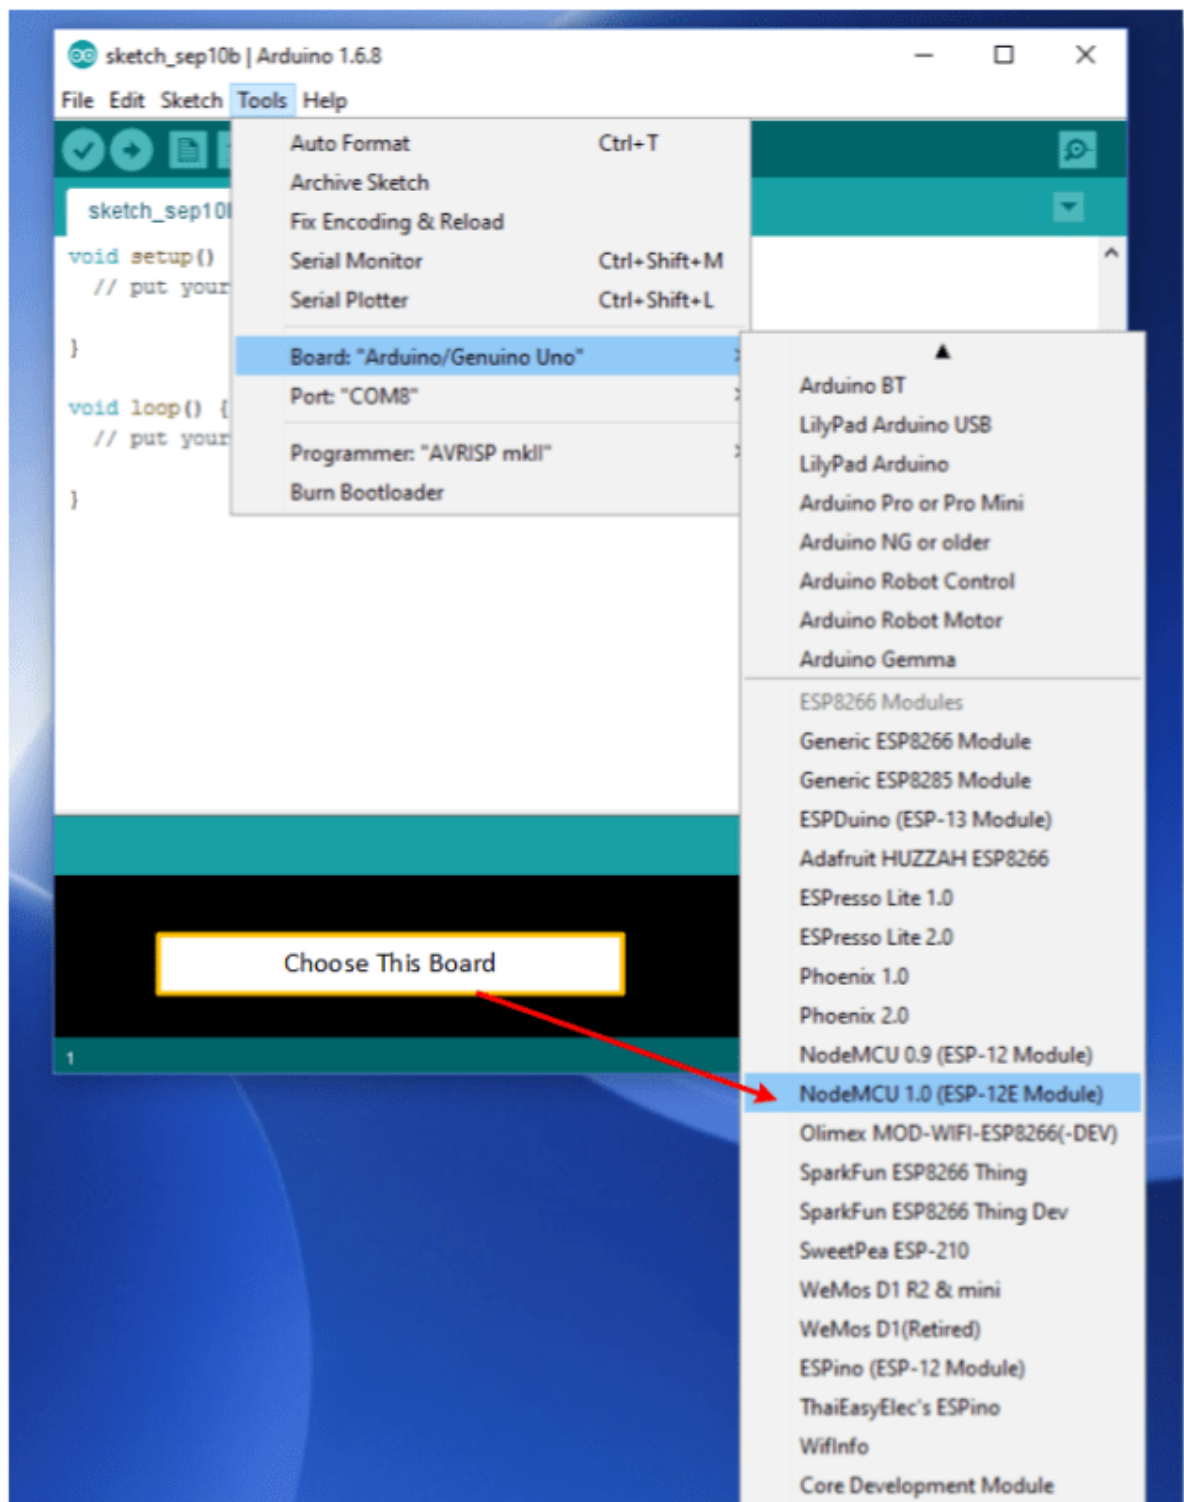 sketch_sep10b | Arduino 1.6.8
File Edit Sketch Tools Help
Auto Format Ctrl+T
Archive Sketch
Fix Encoding & Reload
Serial Monitor Ctrl+Shift+M
Serial Plotter Ctrl+Shift+L
Board: "Arduino/Genuino Uno"
Port: "COM8"
Programmer: "AVRISP mkII"
Burn Bootloader
sketch_sep10
void setup()
// put your
}
void loop() {
// put your
}
Arduino BT
LilyPad Arduino USB
LilyPad Arduino
Arduino Pro or Pro Mini
Arduino NG or older
Arduino Robot Control
Arduino Robot Motor
Arduino Gemma
ESP8266 Modules
Generic ESP8266 Module
Generic ESP8285 Module
ESPDuino (ESP-13 Module)
Adafruit HUZZAH ESP8266
ESPresso Lite 1.0
ESPresso Lite 2.0
Phoenix 1.0
Phoenix 2.0
NodeMCU 0.9 (ESP-12 Module)
NodeMCU 1.0 (ESP-12E Module)
Olimex MOD-WIFI-ESP8266(-DEV)
SparkFun ESP8266 Thing
SparkFun ESP8266 Thing Dev
SweetPea ESP-210
WeMos D1 R2 & mini
WeMos D1(Retired)
ESPino (ESP-12 Module)
ThaiEasyElec's ESPino
WifInfo
Core Development Module
Choose This Board
1